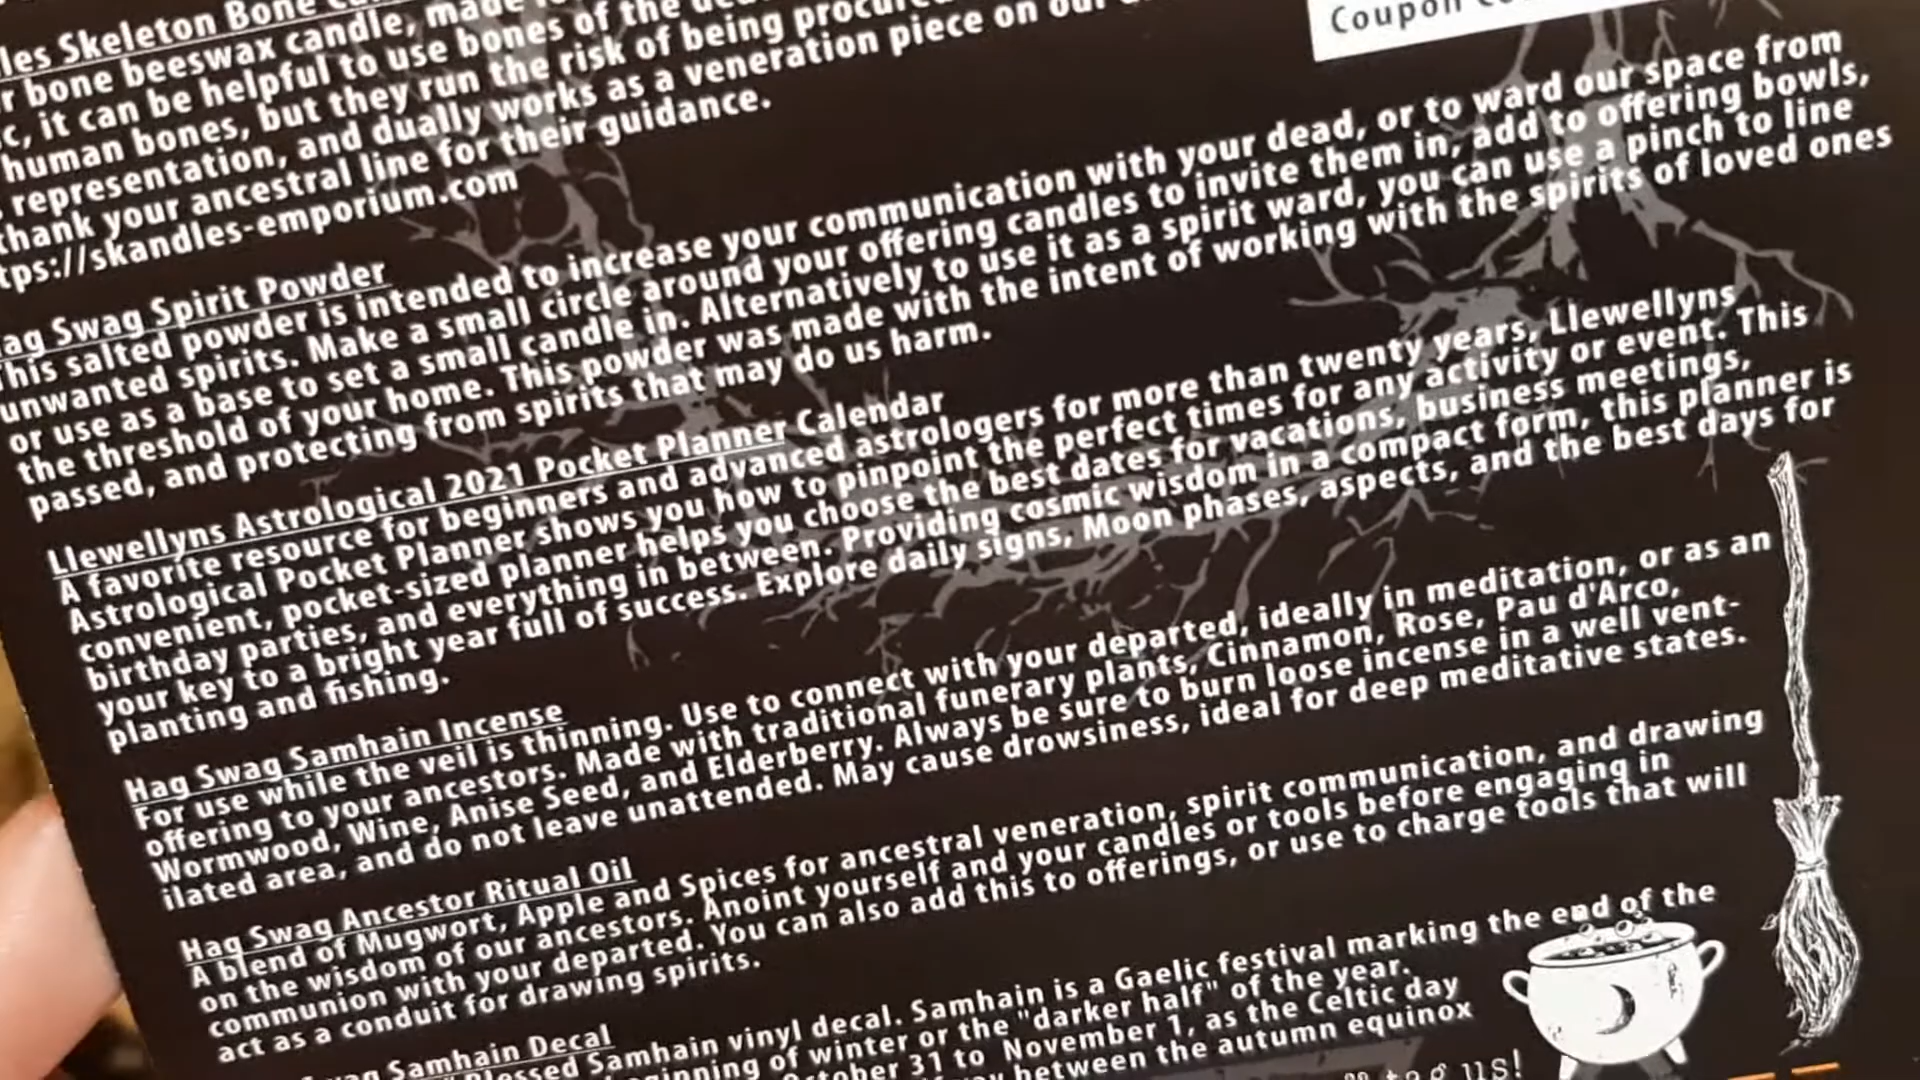 Coupon
les Skeleton Bone
r bone beeswax candle, made
c, it can be helpful to use bones of the
human bones, but they run the risk of being
representation, and dually works as a veneration piece on our
thank your ancestral line for their guidance.
tps://skandles-emporium.com
ag Swag Spirit Powder
This salted powder is intended to increase your communication with your dead, or to ward our space from
unwanted spirits. Make a small circle around your offering candles to invite them in, add to offering bowls,
or use as a base to set a small candle in. Alternatively to use it as a spirit ward, you can use a pinch to line
the threshold of your home. This powder was made with the intent of working with the spirits of loved ones
passed, and protecting from spirits that may do us harm.
Llewellyns Astrological 2021 Pocket Planner Calendar
A favorite resource for beginners and advanced astrologers for more than twenty years, Llewellyns
Astrological Pocket Planner shows you how to pinpoint the perfect times for any activity or event. This
convenient, pocket-sized planner helps you choose the best dates for vacations, business meetings,
birthday parties, and everything in between. Providing cosmic wisdom in a compact form, this planner is
your key to a bright year full of success. Explore daily signs, Moon phases, aspects, and the best days for
planting and fishing.
Hag Swag Samhain Incense
For use while the veil is thinning. Use to connect with your departed, ideally in meditation, or as an
offering to your ancestors. Made with traditional funerary plants, Cinnamon, Rose, Pau d'Arco,
Wormwood, Wine, Anise Seed, and Elderberry. Always be sure to burn loose incense in a well vent-
ilated area, and do not leave unattended. May cause drowsiness, ideal for deep meditative states.
Hag Swag Ancestor Ritual Oil
A blend of Mugwort, Apple and Spices for ancestral veneration, spirit communication, and drawing
on the wisdom of our ancestors. Anoint yourself and your candles or tools before engaging in
communion with your departed. You can also add this to offerings, or use to charge tools that will
act as a conduit for drawing spirits.
Samhain Decal
Blessed Samhain vinyl decal. Samhain is a Gaelic festival marking the end of the
beginning of winter or the "darker half" of the year.
October 31 to November 1, as the Celtic day
between the autumn equinox
tag us!